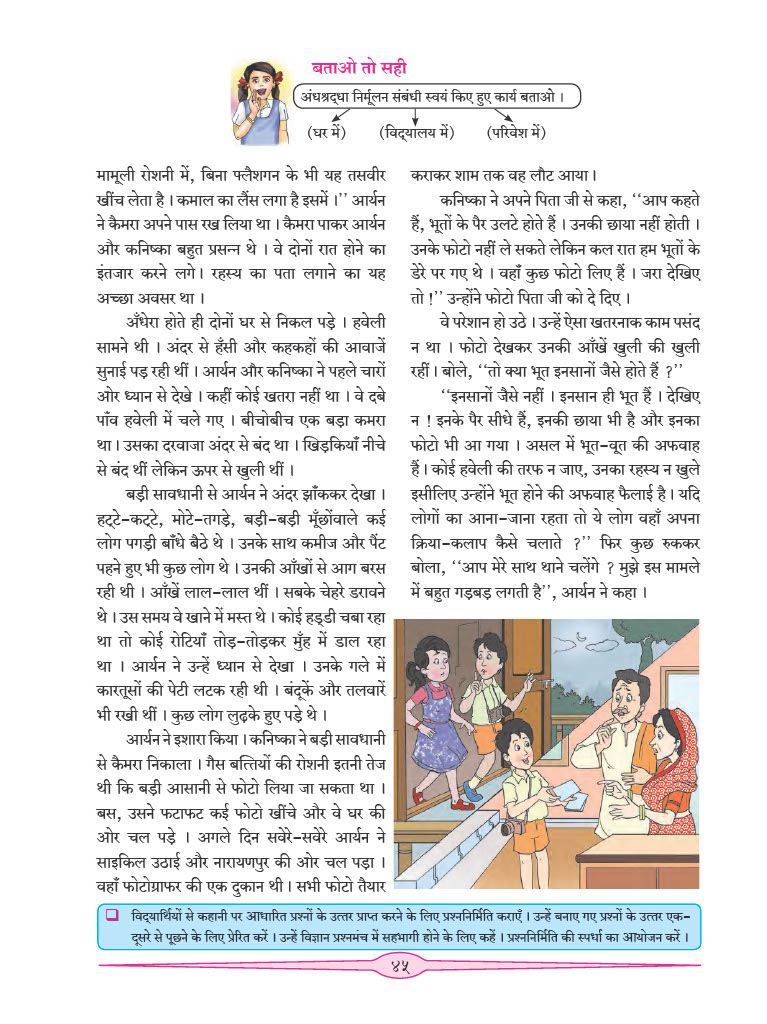 बताओ तो सही
अंधश्रद्धा निर्मूलन संबंधी स्वयं किए हुए कार्य बताओ ।
(घर में) (विद्यालय में) (परिवेश में)
मामूली रोशनी में, बिना फ्लैशगन के भी यह तसवीर
खींच लेता है । कमाल का लैंस लगा है इसमें ।’’ आर्यन
ने कैमरा अपने पास रख लिया था । कैमरा पाकर आर्यन
और कनिष्का बहुत प्रसन्न थे । वे दोनों रात होने का
इंतजार करने लगे। रहस्य का पता लगाने का यह
अच्छा अवसर था ।
अँधेरा होते ही दोनों घर से निकल पड़े । हवेली
सामने थी । अंदर से हँसी और कहकहों की आवाजें
सुनाई पड़ रही थीं । आर्यन और कनिष्का ने पहले चारों
ओर ध्यान से देखे । कहीं कोई खतरा नहीं था । वे दबे
पाँव हवेली में चले गए । बीचोबीच एक बड़ा कमरा
था। उसका दरवाजा अंदर से बंद था । खिड़कियाँ नीचे
से बंद थीं लेकिन ऊपर से खुली थीं ।
बड़ी सावधानी से आर्यन ने अंदर झाँककर देखा ।
हट्टे-कट्टे, मोटे-तगड़े, बड़ी-बड़ी मूँछोंवाले कई
लोग पगड़ी बाँधे बैठे थे । उनके साथ कमीज और पैंट
पहने हुए भी कुछ लोग थे । उनकी आँखों से आग बरस
रही थी । आँखें लाल-लाल थीं । सबके चेहरे डरावने
थे । उस समय वे खाने में मस्त थे । कोई हड्डी चबा रहा
था तो कोई रोटियाँ तोड़-तोड़कर मुँह में डाल रहा
था । आर्यन ने उन्हें ध्यान से देखा । उनके गले में
कारतूसों की पेटी लटक रही थी । बंदूकें और तलवारें
भी रखी थीं । कुछ लोग लुढ़के हुए पड़े थे ।
आर्यन ने इशारा किया । कनिष्का ने बड़ी सावधानी
से कैमरा निकाला । गैस बत्तियों की रोशनी इतनी तेज
थी कि बड़ी आसानी से फोटो लिया जा सकता था ।
बस, उसने फटाफट कई फोटो खींचे और वे घर की
ओर चल पड़े । अगले दिन सवेरे-सवेरे आर्यन ने
साइकिल उठाई और नारायणपुर की ओर चल पड़ा ।
वहाँ फोटोग्राफर की एक दुकान थी । सभी फोटो तैयार
कराकर शाम तक वह लौट आया ।
कनिष्का ने अपने पिता जी से कहा, ‘‘आप कहते
हैं, भूतों के पैर उलटे होते हैं । उनकी छाया नहीं होती ।
उनके फोटो नहीं ले सकते लेकिन कल रात हम भूतों के
डेरे पर गए थे । वहाँ कुछ फोटो लिए हैं । जरा देखिए
तो !’’ उन्होंने फोटो पिता जी को दे दिए ।
वे परेशान हो उठे । उन्हें ऐसा खतरनाक काम पसंद
न था । फोटो देखकर उनकी आँखें खुली की खुली
रहीं । बोले, ‘‘तो क्या भूत इनसानों जैसे होते हैं ?’’
‘‘इनसानों जैसे नहीं । इनसान ही भूत हैं । देखिए
न ! इनके पैर सीधे हैं, इनकी छाया भी है और इनका
फोटो भी आ गया । असल में भूत-वूत की अफवाह
हैं। कोई हवेली की तरफ न जाए, उनका रहस्य न खुले
इसीलिए उन्होंने भूत होने की अफवाह फैलाई है । यदि
लोगों का आना-जाना रहता तो ये लोग वहाँ अपना
क्रिया-कलाप कैसे चलाते ?’’ फिर कुछ रुककर
बोला, ‘‘आप मेरे साथ थाने चलेंगे ? मुझे इस मामले
में बहुत गड़बड़ लगती है’’, आर्यन ने कहा ।
❑ विद्यार्थियों से कहानी पर आधारित प्रश्नों के उत्तर प्राप्त करने के लिए प्रश्ननिर्मिति कराएँ । उन्हें बनाए गए प्रश्नों के उत्तर एक-
दूसरे से पूछने के लिए प्रेरित करें । उन्हें विज्ञान प्रश्नमंच में सहभागी होने के लिए कहें । प्रश्ननिर्मिति की स्पर्धा का आयोजन करें ।
४५